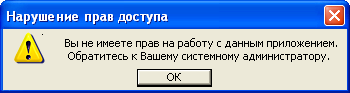 Нарушение прав доступа
Вы не имеете прав на работу с данным приложением.
Обратитесь к Вашему системному администратору.
OK